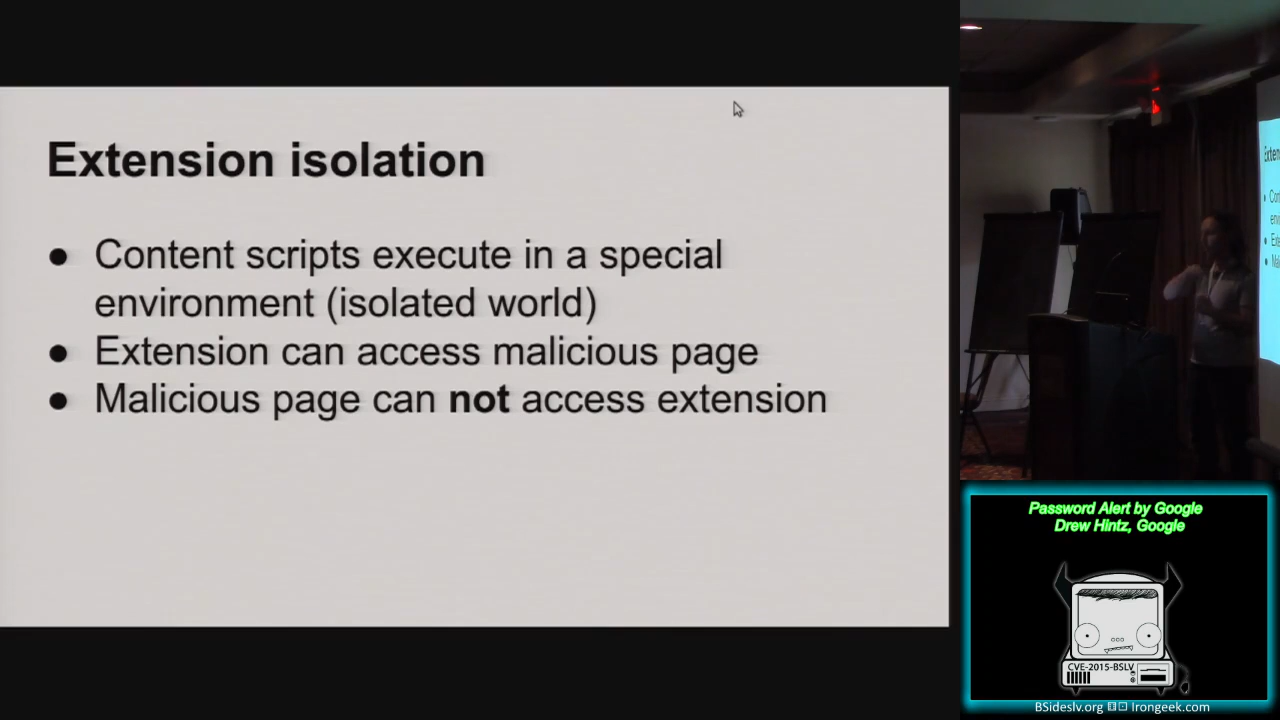 Extension isolation
● Content scripts execute in a special
environment (isolated world)
● Extension can access malicious page
● Malicious page can not access extension
Password Alert by Google
Drew Hintz, Google
CVE-2015-BSLV
BSideslv.org Irongeek.com